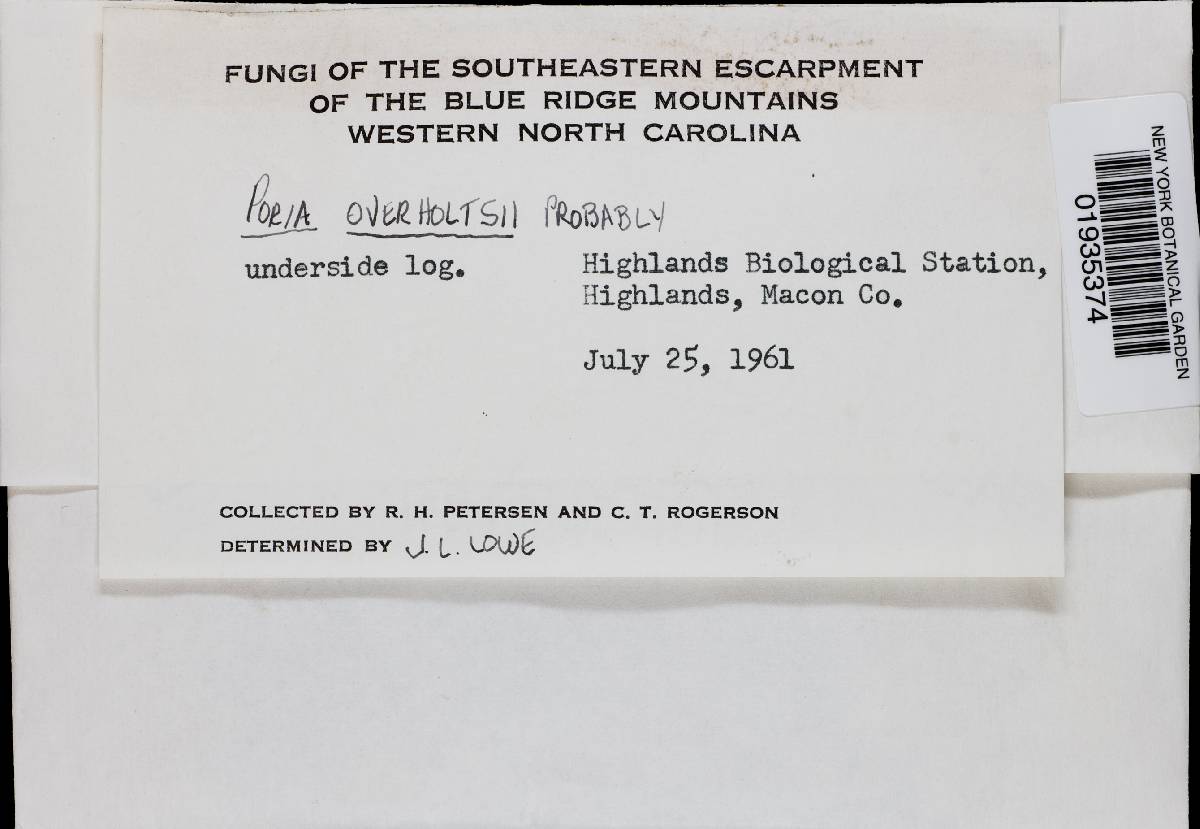 FUNGI OF THE SOUTHEASTERN ESCARPMENT
OF THE BLUE RIDGE MOUNTAINS
WESTERN NORTH CAROLINA
PORIA OVERHOLTSII PROBABLY
underside log.
Highlands Biological Station,
Highlands, Macon Co.
July 25, 1961
COLLECTED BY R. H. PETERSEN AND C. T. ROGERSON
DETERMINED BY J. L. LOWE
NEW YORK BOTANICAL GARDEN
01935374